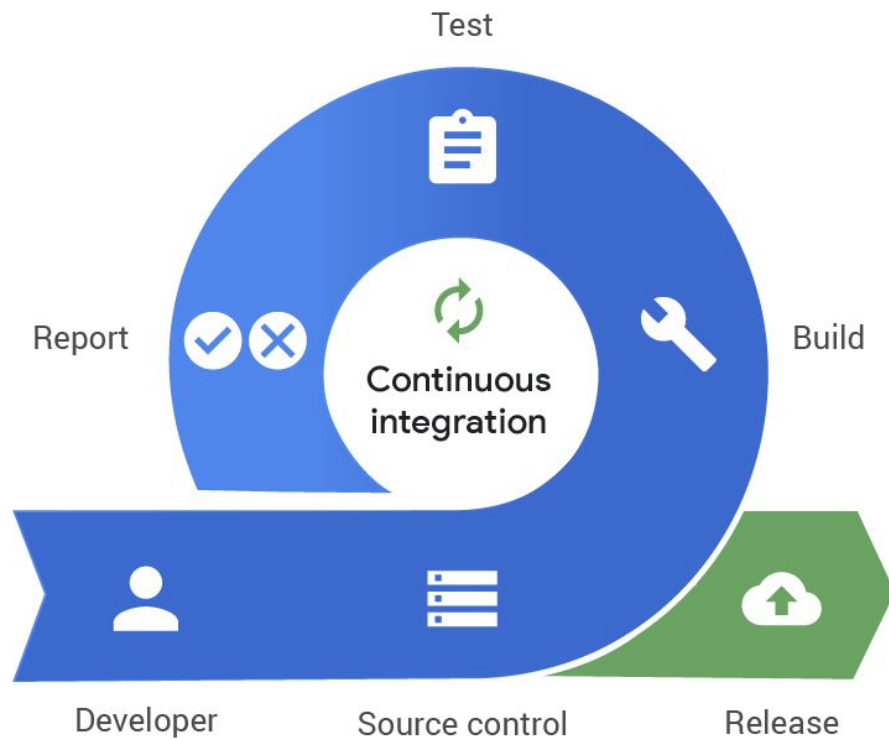 Test
Report
Continuous
integration
Build
Developer
Source control
Release